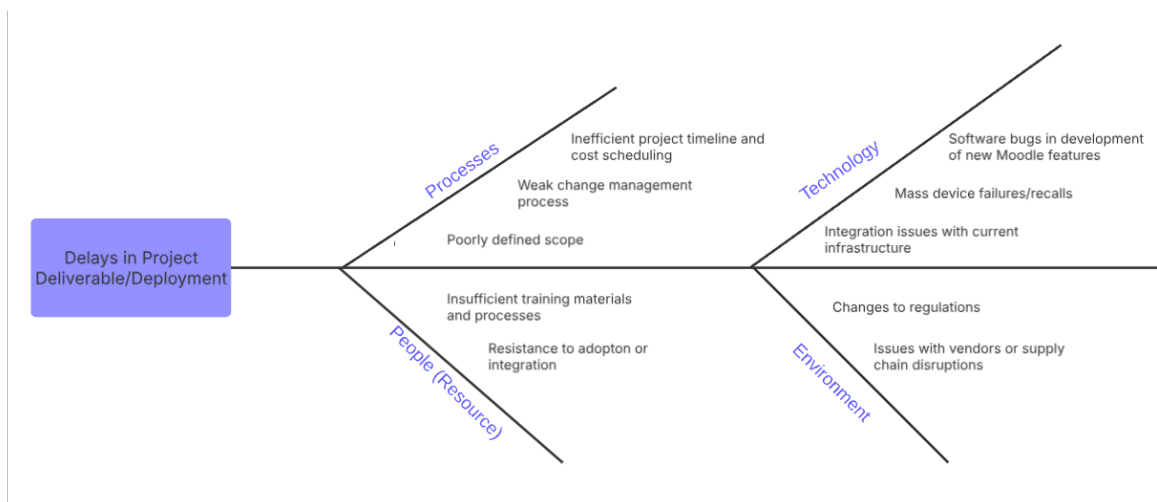 Delays in Project
Deliverable/Deployment
Processes
Inefficient project timeline and
cost scheduling
Weak change management
process
Poorly defined scope
Technology
Software bugs in development
of new Moodle features
Mass device failures/recalls
Integration issues with current
infrastructure
People (Resource)
Insufficient training materials
and processes
Resistance to adopton or
integration
Environment
Changes to regulations
Issues with vendors or supply
chain disruptions